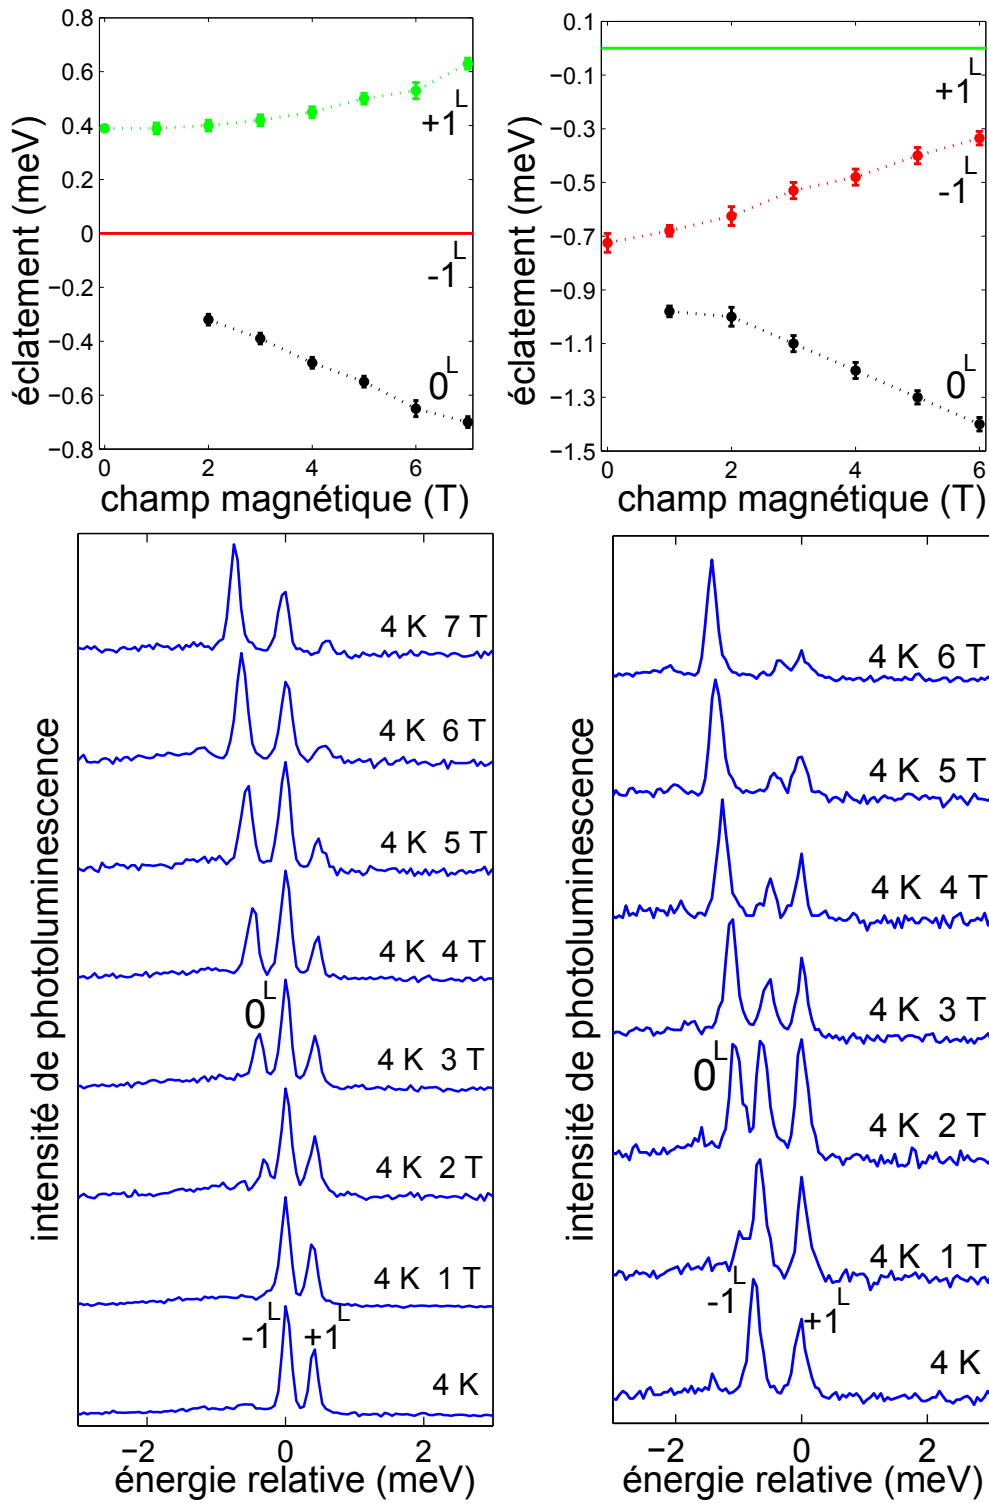 éclatement (meV)
0.8
0.6
0.4
0.2
0
−0.2
−0.4
−0.6
−0.8
+1L
-1L
0L
0 2 4 6
champ magnétique (T)
éclatement (meV)
0.1
−0.1
−0.3
−0.5
−0.7
−0.9
−1.1
−1.3
−1.5
+1L
-1L
0L
0 2 4 6
champ magnétique (T)
intensité de photoluminescence
4 K 7 T
4 K 6 T
4 K 5 T
4 K 4 T
0L
4 K 3 T
4 K 2 T
4 K 1 T
-1L +1L
4 K
−2 0 2
énergie relative (meV)
intensité de photoluminescence
4 K 6 T
4 K 5 T
4 K 4 T
4 K 3 T
0L
4 K 2 T
4 K 1 T
-1L +1L
4 K
−2 0 2
énergie relative (meV)